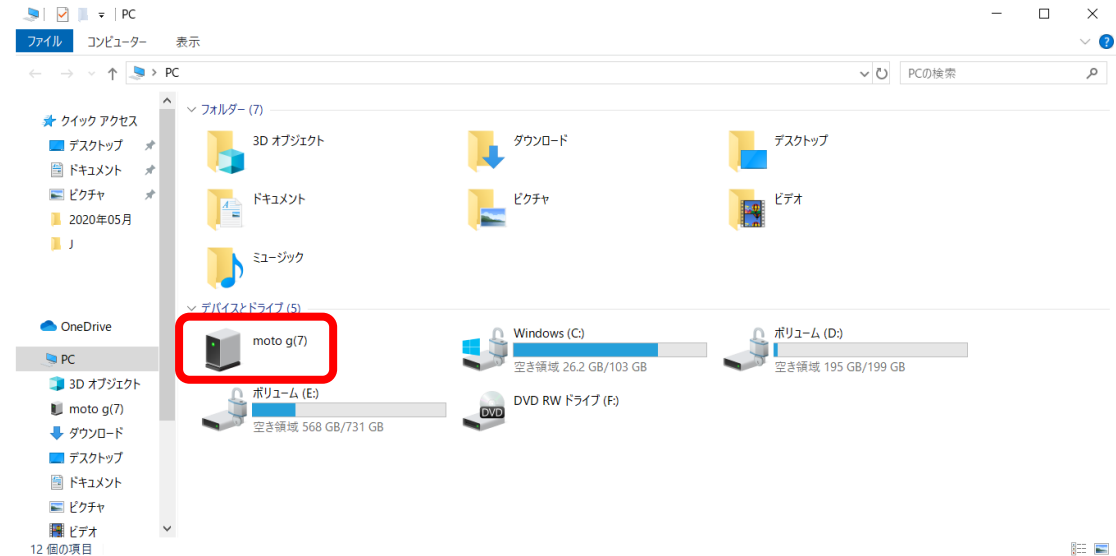 PC
ファイル コンピューター 表示
PC PCの検索
クイック アクセス
デスクトップ
ドキュメント
ピクチャ
2020年05月
J
OneDrive
PC
3D オブジェクト
moto g(7)
ダウンロード
デスクトップ
ドキュメント
ピクチャ
ビデオ
フォルダー (7)
3D オブジェクト
ダウンロード
デスクトップ
ドキュメント
ピクチャ
ビデオ
ミュージック
デバイスとドライブ (5)
moto g(7)
Windows (C:)
空き領域 26.2 GB/103 GB
ボリューム (D:)
空き領域 195 GB/199 GB
ボリューム (E:)
空き領域 568 GB/731 GB
DVD RW ドライブ (F:)
DVD
12 個の項目